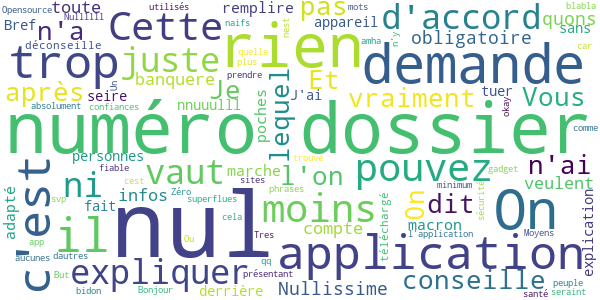 Opensource toute utilisés remplire pas d'accord mots blabla
Nullllll Cette rien appareil obligatoire quons
Bref n'a naifs n'y sans
déconseille trop juste quelle nest amha demande car
banquere plus J'ai tuer
après seire Un Je prendre Et vraiment Vous
absolument nnuuulll poches lequel okay comme
numéro dossier
personnes confiances
fiable vaut marche l'on trouve pouvez gadget n'ai
ni infos Zéro sites phrases On dit minimum veulent
adapté c'est fait cest superflues moins téléchargé sécurité On explication
svp il nul cela compte macron l application
app dautres Ou Tres application Moyens
aucunes expliquer qq conseille peuple
But Nullissime santé seraint
bidon Bonjour derrière présentant